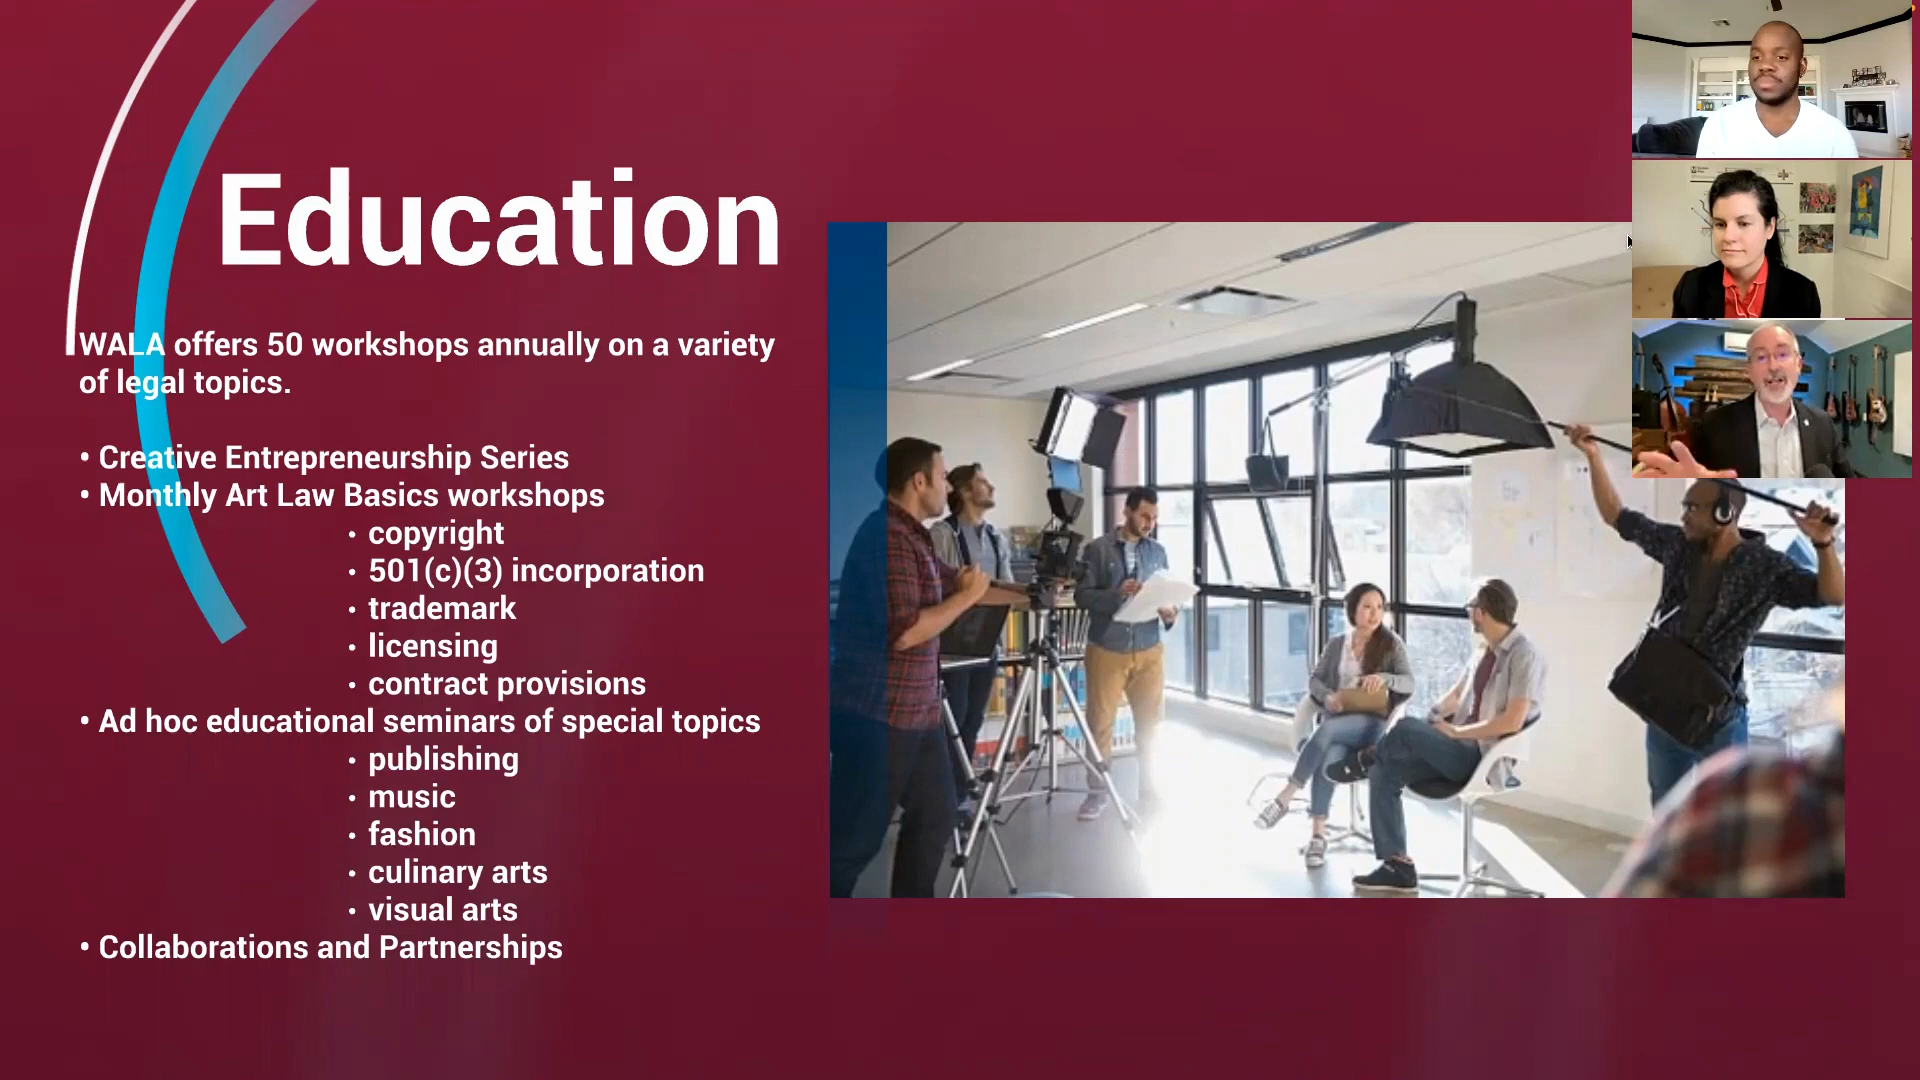 Education
WALA offers 50 workshops annually on a variety
of legal topics.
• Creative Entrepreneurship Series
• Monthly Art Law Basics workshops
• copyright
• 501(c)(3) incorporation
• trademark
• licensing
• contract provisions
• Ad hoc educational seminars of special topics
• publishing
• music
• fashion
• culinary arts
• visual arts
• Collaborations and Partnerships